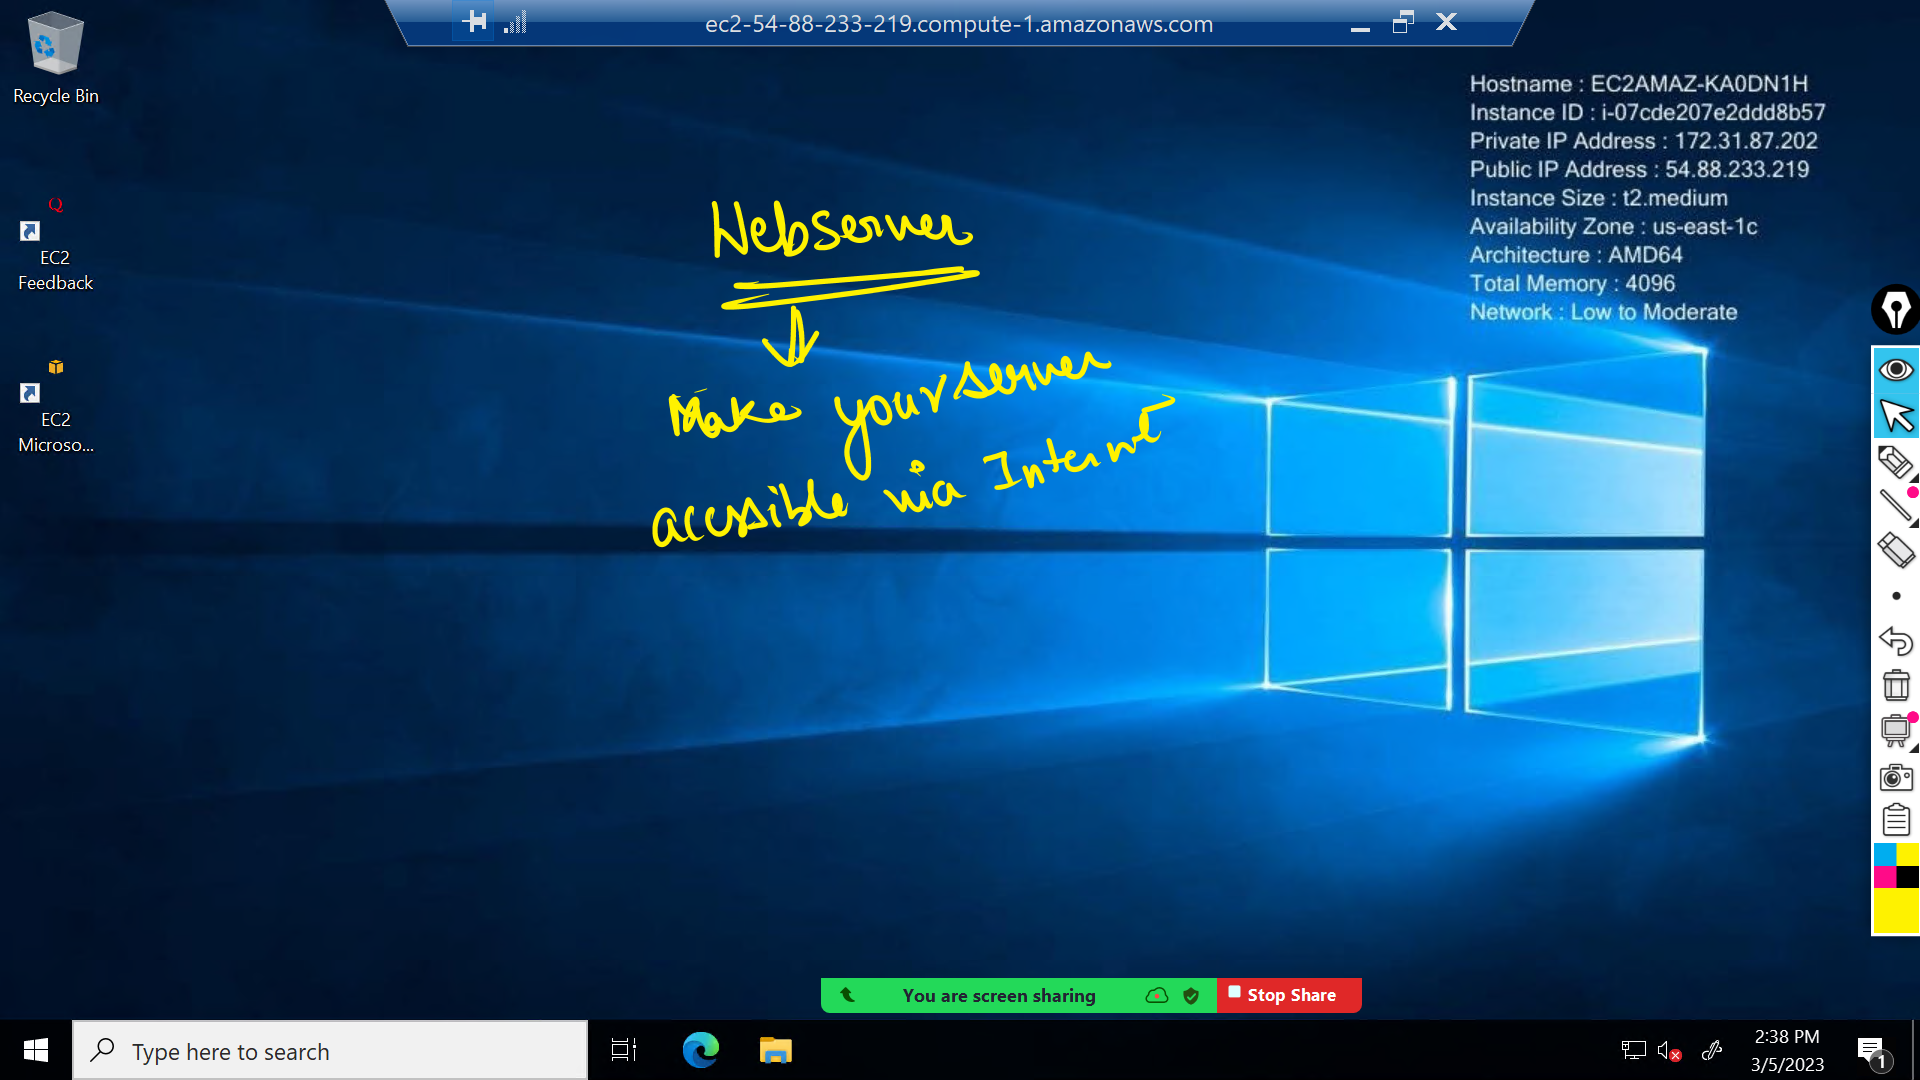 ec2-54-88-233-219.compute-1.amazonaws.com
Recycle Bin
Hostname : EC2AMAZ-KA0DN1H
Instance ID : i-07cde207e2ddd8b57
Private IP Address : 172.31.87.202
Public IP Address : 54.88.233.219
Instance Size : t2.medium
Availability Zone : us-east-1c
Architecture : AMD64
Total Memory : 4096
Network : Low to Moderate
Q
EC2
Feedback
EC2
Microso...
Webserver
Make your server
acessible via Internet
You are screen sharing
Stop Share
Type here to search
2:38 PM
3/5/2023
1